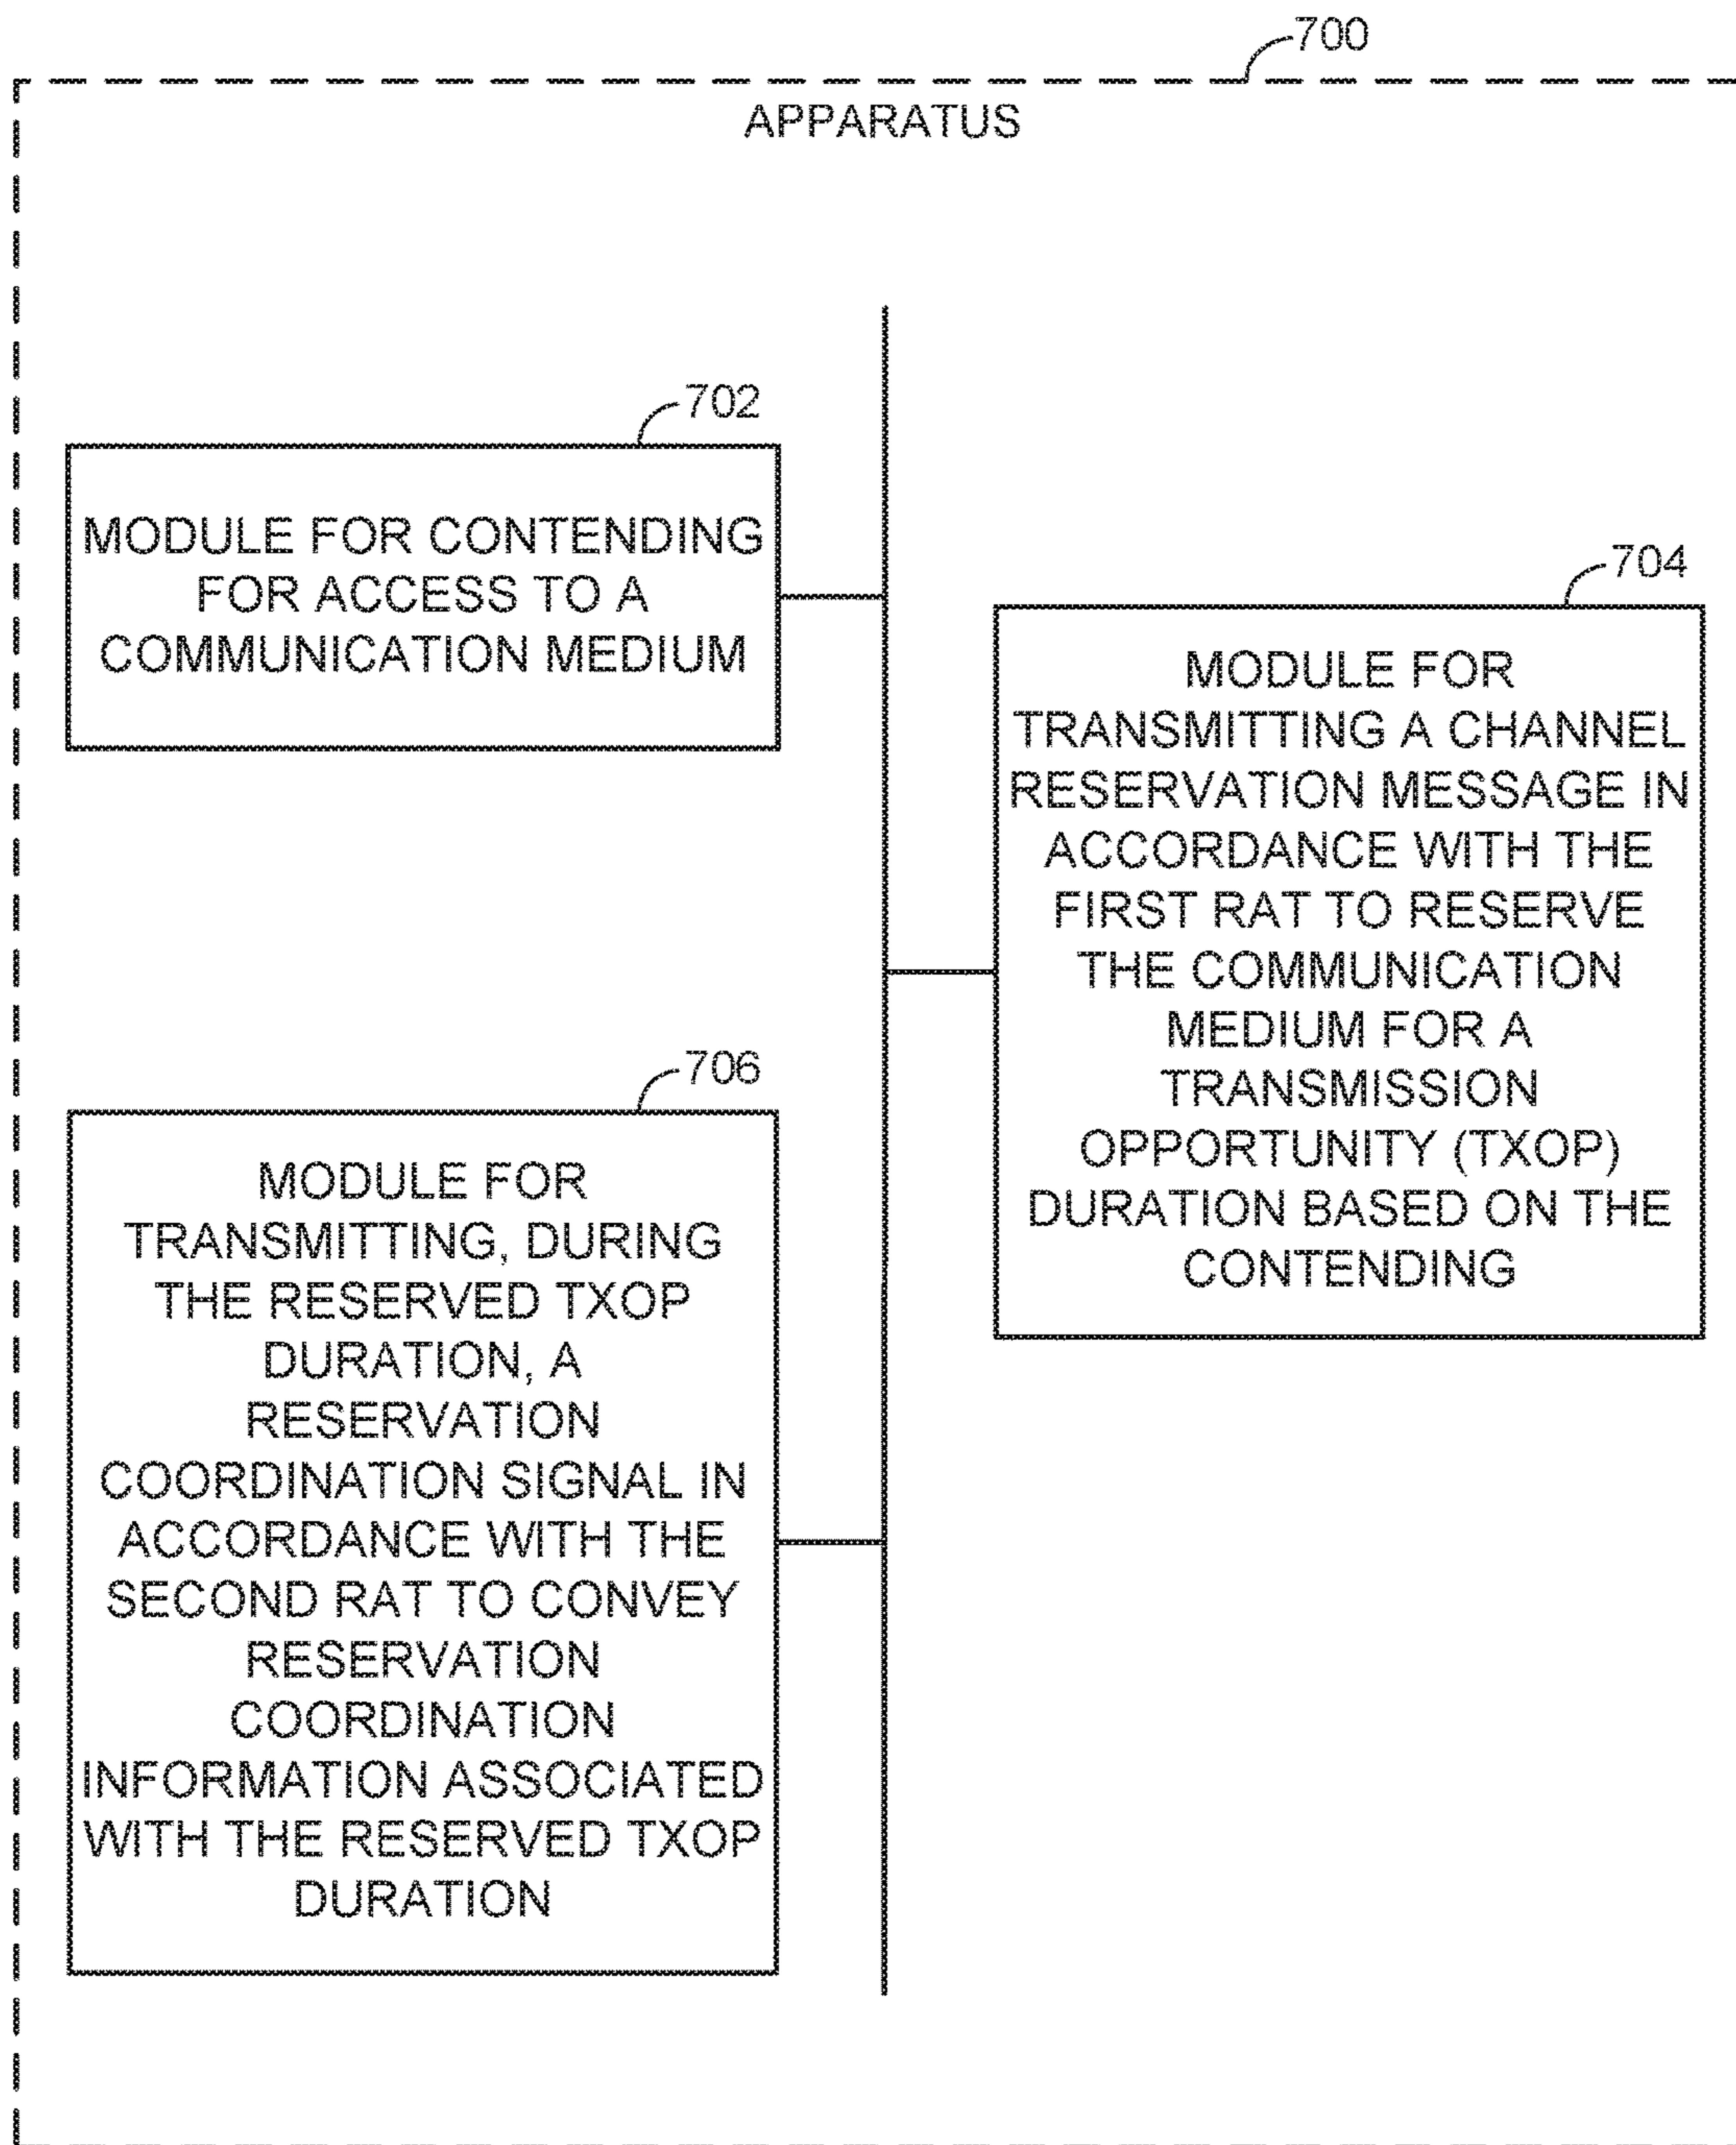 700
APPARATUS
702
MODULE FOR CONTENDING
FOR ACCESS TO A
COMMUNICATION MEDIUM
704
MODULE FOR
TRANSMITTING A CHANNEL
RESERVATION MESSAGE IN
ACCORDANCE WITH THE
FIRST RAT TO RESERVE
THE COMMUNICATION
MEDIUM FOR A
TRANSMISSION
OPPORTUNITY (TXOP)
DURATION BASED ON THE
CONTENDING
706
MODULE FOR
TRANSMITTING, DURING
THE RESERVED TXOP
DURATION, A
RESERVATION
COORDINATION SIGNAL IN
ACCORDANCE WITH THE
SECOND RAT TO CONVEY
RESERVATION
COORDINATION
INFORMATION ASSOCIATED
WITH THE RESERVED TXOP
DURATION